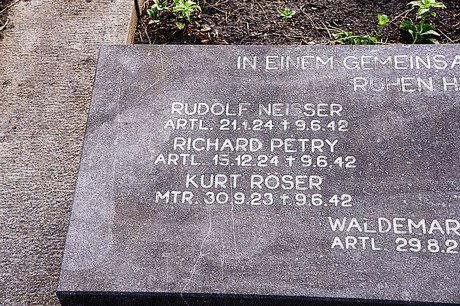 IN EINEM GEMEINSA
RUHEN H
RUDOLF NEISSER
ARTL. 21.1.24 † 9.6.42
RICHARD PETRY
ARTL. 15.12.24 † 9.6.42
KURT RÖSER
MTR. 30.9.23 † 9.6.42
WALDEMAR
ARTL. 29.8.2